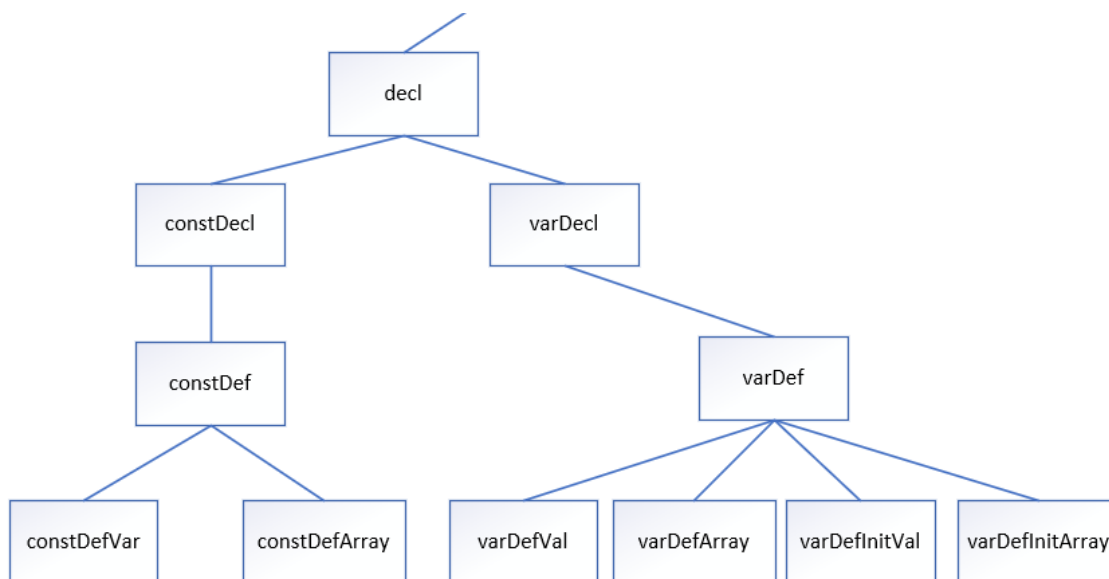 decl
constDecl
varDecl
constDef
varDef
constDefVar
constDefArray
varDefVal
varDefArray
varDefInitVal
varDefInitArray